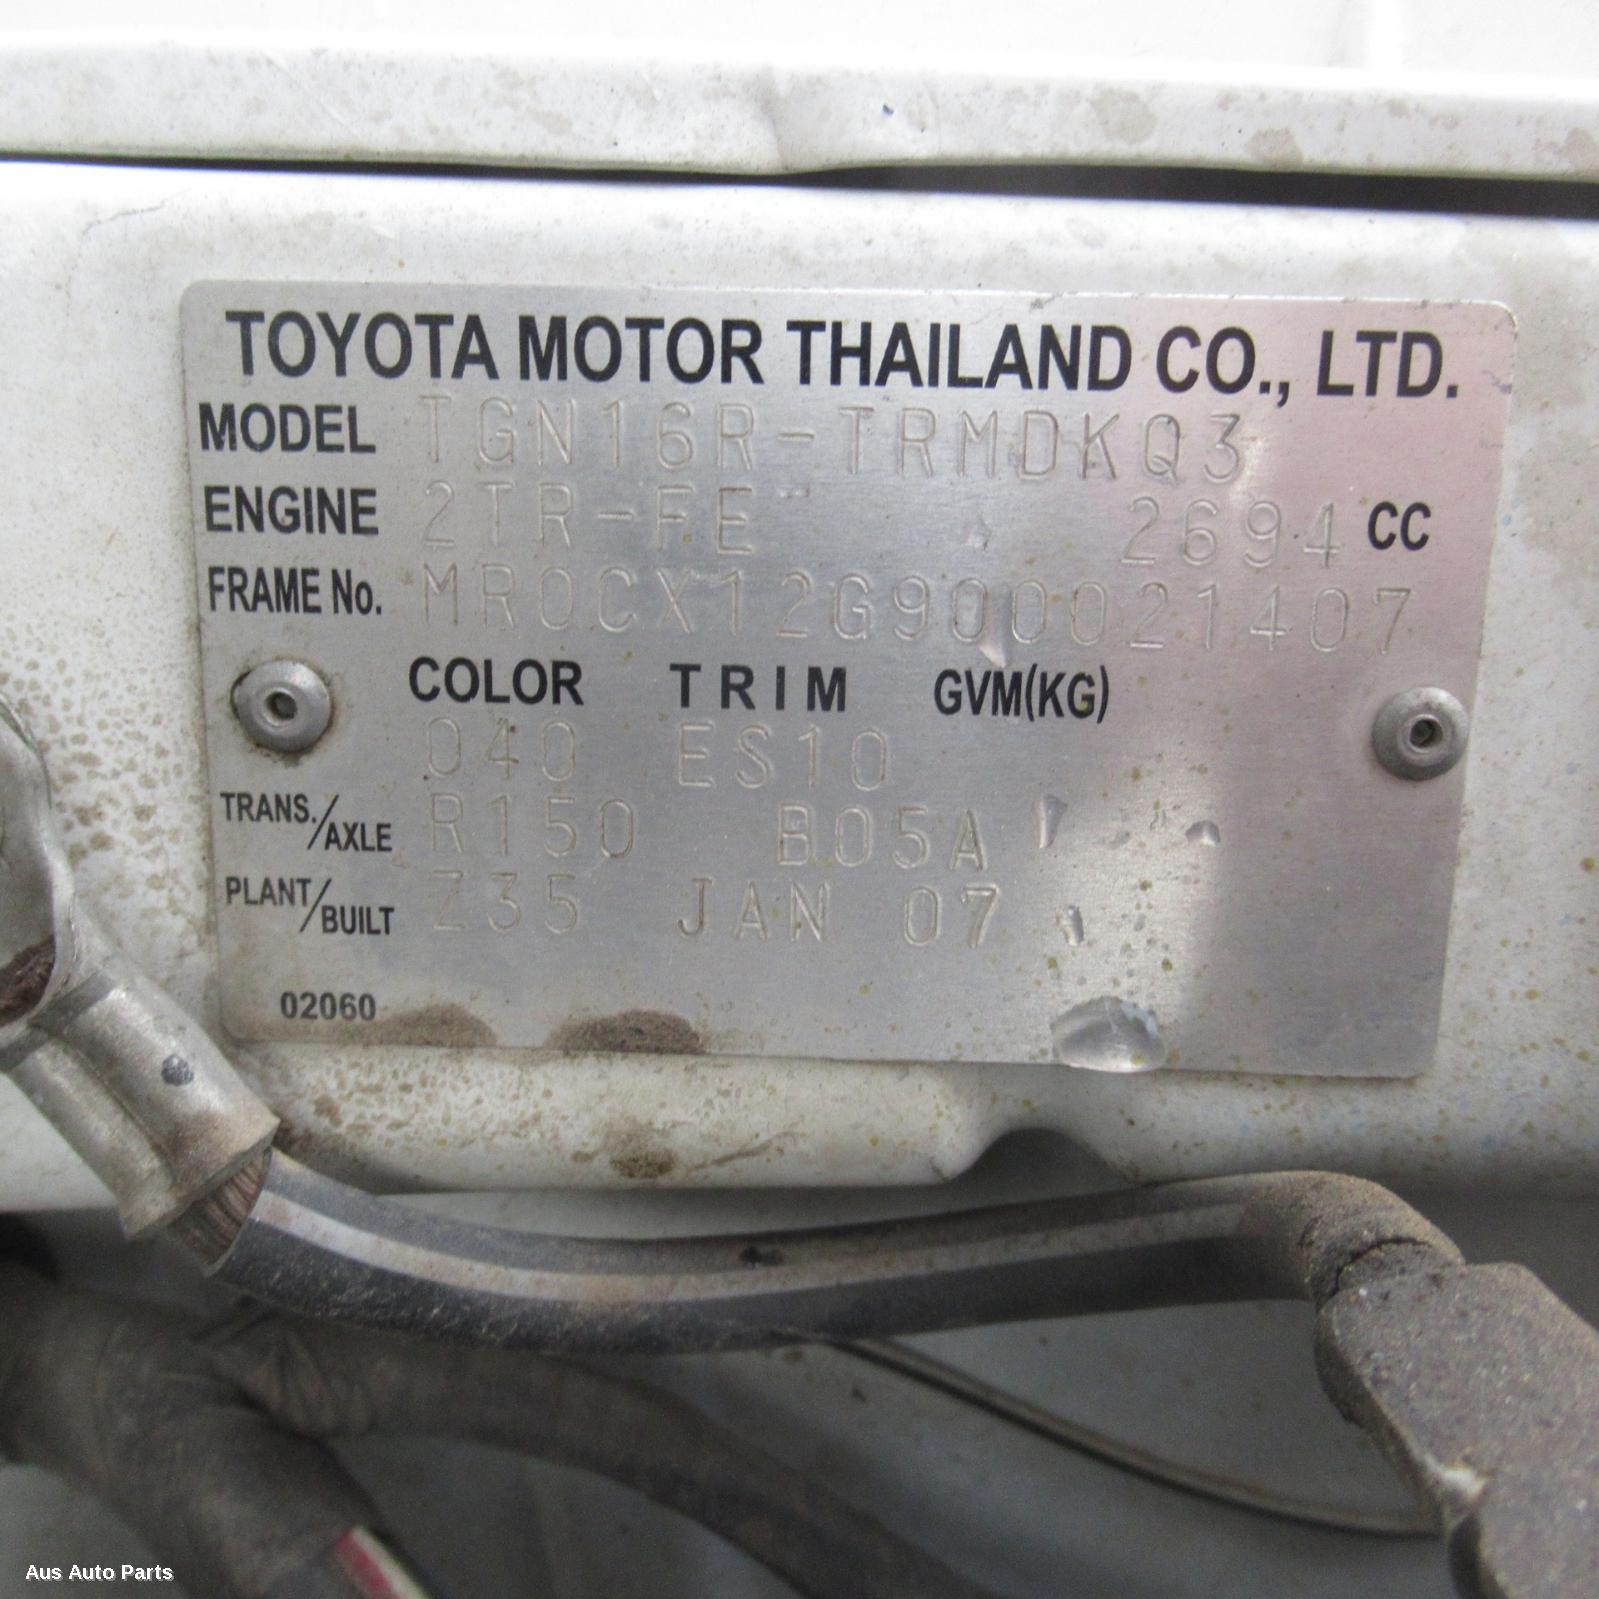 TOYOTA MOTOR THAILAND CO., LTD.
MODEL TGN16R-TRMDKQ3
ENGINE 2TR-FE 2694 CC
FRAME No. MR0CX12G900021407
COLOR TRIM GVM(KG)
040 ES10
TRANS./AXLE R150 B05A
PLANT/BUILT Z35 JAN 07
02060
Aus Auto Parts